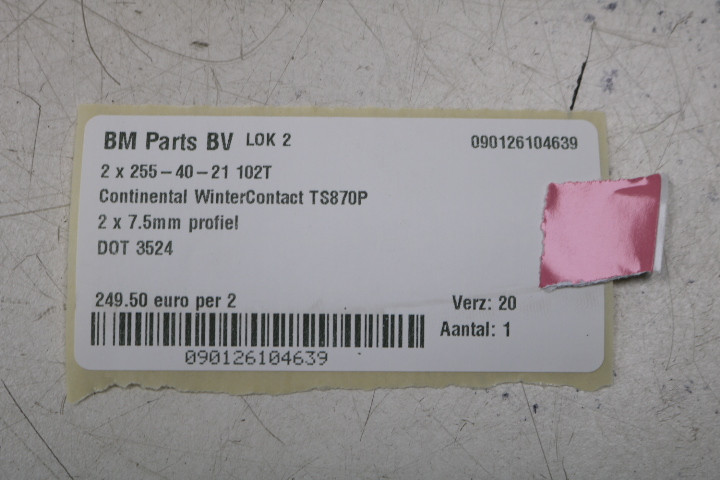 BM Parts BV LOK 2 090126104639
2 x 255-40-21 102T
Continental WinterContact TS870P
2 x 7.5mm profiel
DOT 3524
249.50 euro per 2 Verz: 20
Aantal: 1
090126104639